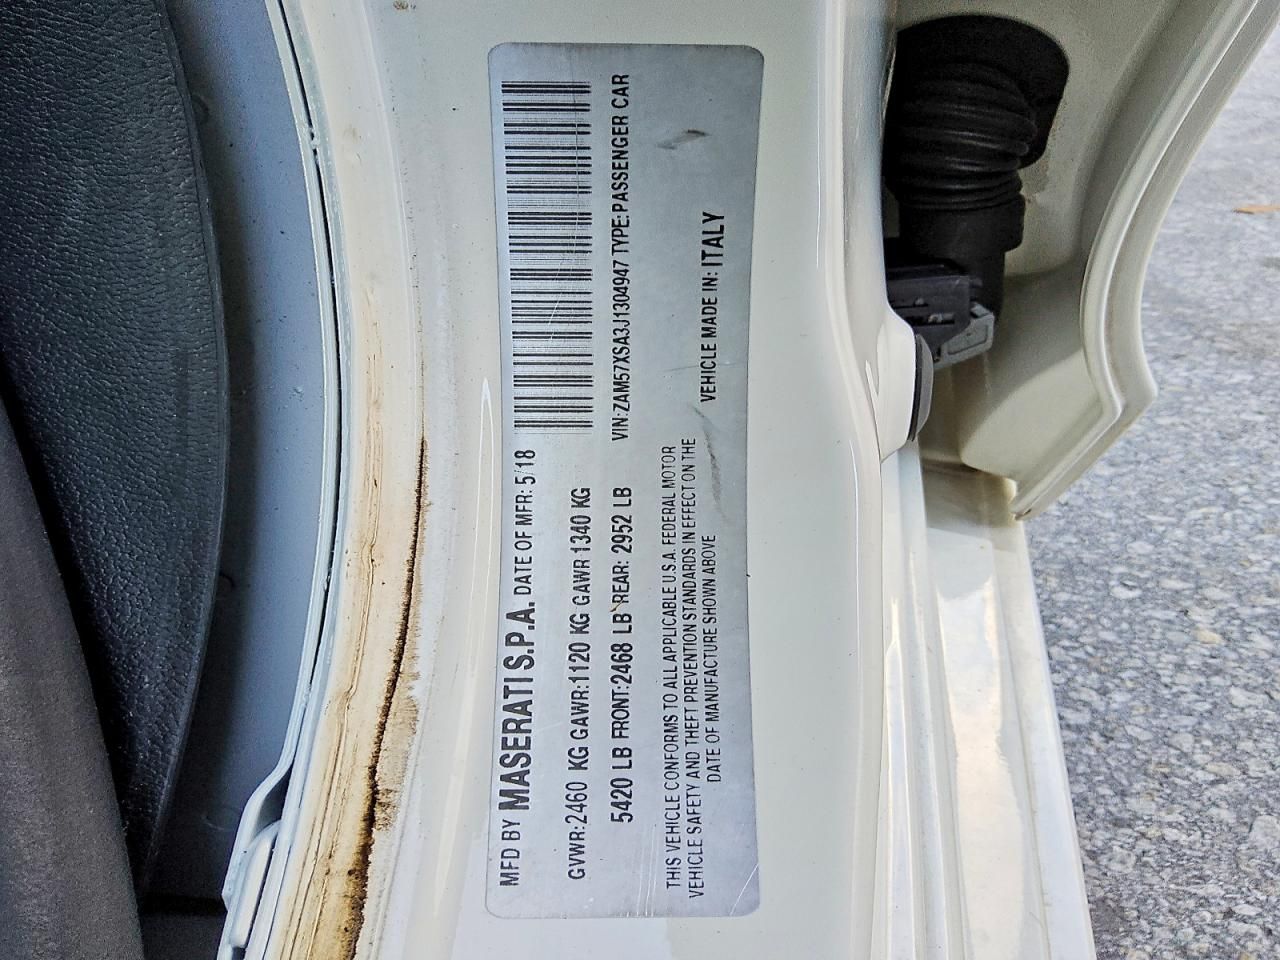 MFD BY MASERATI S.P.A. DATE OF MFR: 5/18
GVWR:2460 KG GAWR:1120 KG GAWR 1340 KG
5420 LB FRONT:2468 LB REAR: 2952 LB
VIN:ZAM57XSA3J1304947 TYPE:PASSENGER CAR
THIS VEHICLE CONFORMS TO ALL APPLICABLE U.S.A. FEDERAL MOTOR
VEHICLE SAFETY AND THEFT PREVENTION STANDARDS IN EFFECT ON THE
DATE OF MANUFACTURE SHOWN ABOVE
VEHICLE MADE IN: ITALY